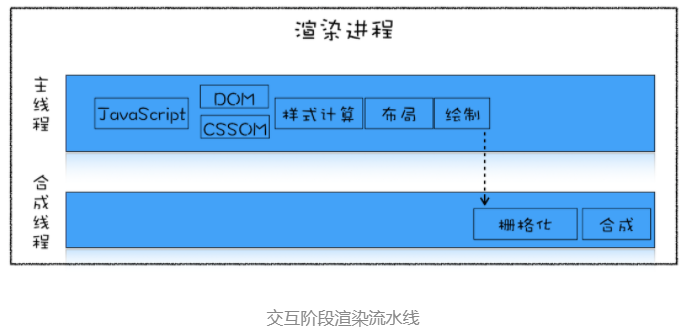 渲染进程
主线程
JavaScript
DOM
CSSOM
样式计算
布局
绘制
合成线程
栅格化
合成
交互阶段渲染流水线